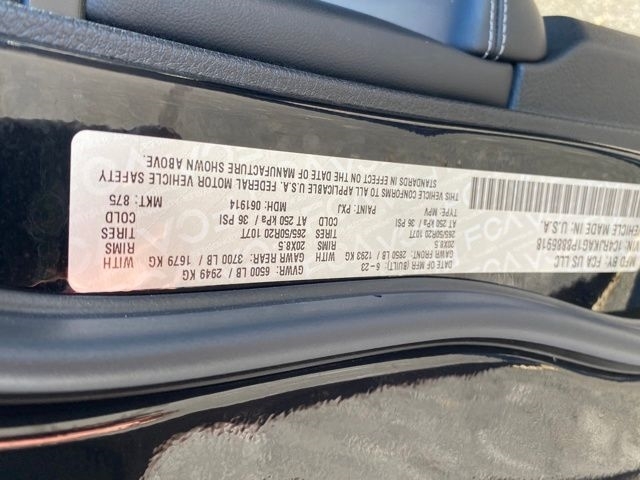 MFD BY: FCA US LLC
DATE OF MFR (BUILT): 6-23
GVWR: 6500 LB / 2949 KG
GAWR FRONT: 2850 LB / 1293 KG WITH
GAWR REAR: 3700 LB / 1679 KG WITH
20X8.5 RIMS
20X8.5 RIMS
265/50R20 107T TIRES
265/50R20 107T TIRES
AT 250 kPa / 36 PSI COLD
AT 250 kPa / 36 PSI COLD
VEHICLE MADE IN: U.S.A.
TYPE: MPV
PAINT: PXJ
MDH: 061914
MKT: 875
THIS VEHICLE CONFORMS TO ALL APPLICABLE U.S.A. FEDERAL MOTOR VEHICLE SAFETY
STANDARDS IN EFFECT ON THE DATE OF MANUFACTURE SHOWN ABOVE.